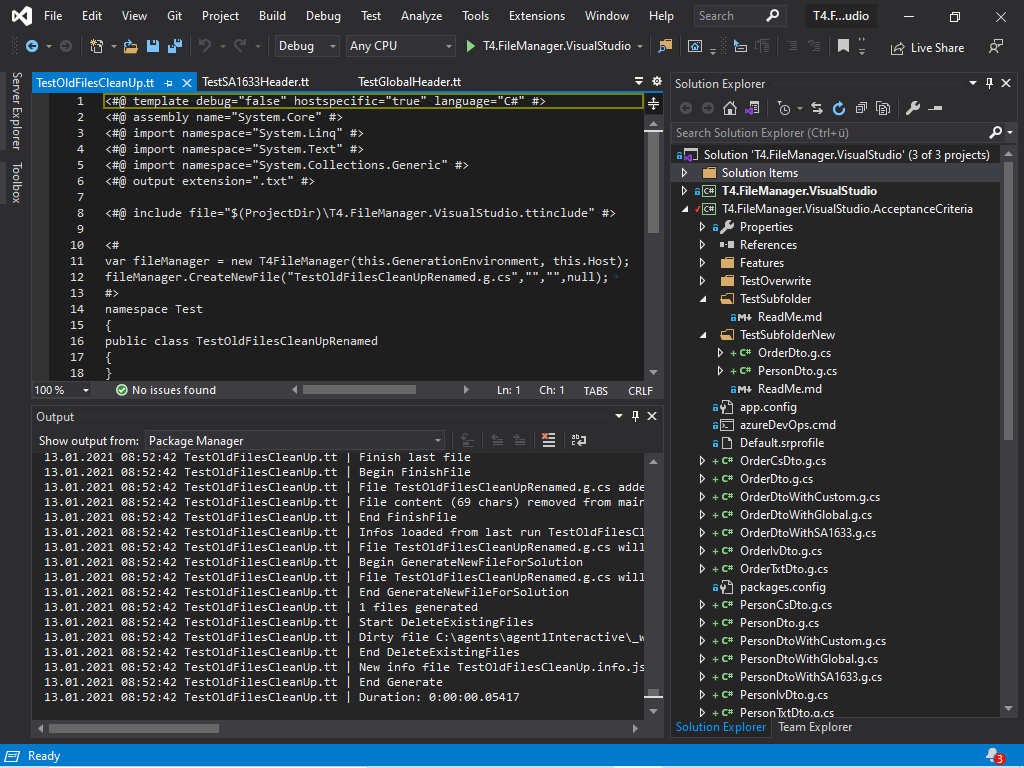 File Edit View Git Project Build Debug Test Analyze Tools Extensions Window Help Search T4.F...udio
Debug Any CPU T4.FileManager.VisualStudio Live Share
Server Explorer
Toolbox
TestOldFilesCleanUp.tt TestSA1633Header.tt TestGlobalHeader.tt
1 <#@ template debug="false" hostspecific="true" language="C#" #>
2 <#@ assembly name="System.Core" #>
3 <#@ import namespace="System.Linq" #>
4 <#@ import namespace="System.Text" #>
5 <#@ import namespace="System.Collections.Generic" #>
6 <#@ output extension=".txt" #>
7
8 <#@ include file="$(ProjectDir)\T4.FileManager.VisualStudio.ttinclude" #>
9
10 <#
11 var fileManager = new T4FileManager(this.GenerationEnvironment, this.Host);
12 fileManager.CreateNewFile("TestOldFilesCleanUpRenamed.g.cs","","",null);
13 #>
14 namespace Test
15 {
16 public class TestOldFilesCleanUpRenamed
17 {
18 }
100 % No issues found Ln: 1 Ch: 1 TABS CRLF
Output
Show output from: Package Manager
13.01.2021 08:52:42 TestOldFilesCleanUp.tt | Finish last file
13.01.2021 08:52:42 TestOldFilesCleanUp.tt | Begin FinishFile
13.01.2021 08:52:42 TestOldFilesCleanUp.tt | File TestOldFilesCleanUpRenamed.g.cs adde
13.01.2021 08:52:42 TestOldFilesCleanUp.tt | File content (69 chars) removed from main
13.01.2021 08:52:42 TestOldFilesCleanUp.tt | End FinishFile
13.01.2021 08:52:42 TestOldFilesCleanUp.tt | Infos loaded from last run TestOldFilesCl
13.01.2021 08:52:42 TestOldFilesCleanUp.tt | File TestOldFilesCleanUpRenamed.g.cs will
13.01.2021 08:52:42 TestOldFilesCleanUp.tt | Begin GenerateNewFileForSolution
13.01.2021 08:52:42 TestOldFilesCleanUp.tt | File TestOldFilesCleanUpRenamed.g.cs will
13.01.2021 08:52:42 TestOldFilesCleanUp.tt | End GenerateNewFileForSolution
13.01.2021 08:52:42 TestOldFilesCleanUp.tt | 1 files generated
13.01.2021 08:52:42 TestOldFilesCleanUp.tt | Start DeleteExistingFiles
13.01.2021 08:52:42 TestOldFilesCleanUp.tt | Dirty file C:\agents\agent1Interactive\_w
13.01.2021 08:52:42 TestOldFilesCleanUp.tt | End DeleteExistingFiles
13.01.2021 08:52:42 TestOldFilesCleanUp.tt | New info file TestOldFilesCleanUp.info.js
13.01.2021 08:52:42 TestOldFilesCleanUp.tt | End Generate
13.01.2021 08:52:42 TestOldFilesCleanUp.tt | Duration: 0:00:00.05417
Solution Explorer
Search Solution Explorer (Ctrl+ü)
Solution 'T4.FileManager.VisualStudio' (3 of 3 projects)
Solution Items
C# T4.FileManager.VisualStudio
C# T4.FileManager.VisualStudio.AcceptanceCriteria
Properties
References
Features
TestOverwrite
TestSubfolder
M+ ReadMe.md
TestSubfolderNew
+ C# OrderDto.g.cs
+ C# PersonDto.g.cs
M+ ReadMe.md
app.config
azureDevOps.cmd
Default.srprofile
+ C# OrderCsDto.g.cs
+ C# OrderDto.g.cs
+ C# OrderDtoWithCustom.g.cs
+ C# OrderDtoWithGlobal.g.cs
+ C# OrderDtoWithSA1633.g.cs
+ C# OrderIvDto.g.cs
+ C# OrderTxtDto.g.cs
packages.config
+ C# PersonCsDto.g.cs
+ C# PersonDto.g.cs
+ C# PersonDtoWithCustom.g.cs
+ C# PersonDtoWithGlobal.g.cs
+ C# PersonDtoWithSA1633.g.cs
+ C# PersonIvDto.g.cs
+ C# PersonTxtDto.g.cs
Solution Explorer Team Explorer
Ready 3